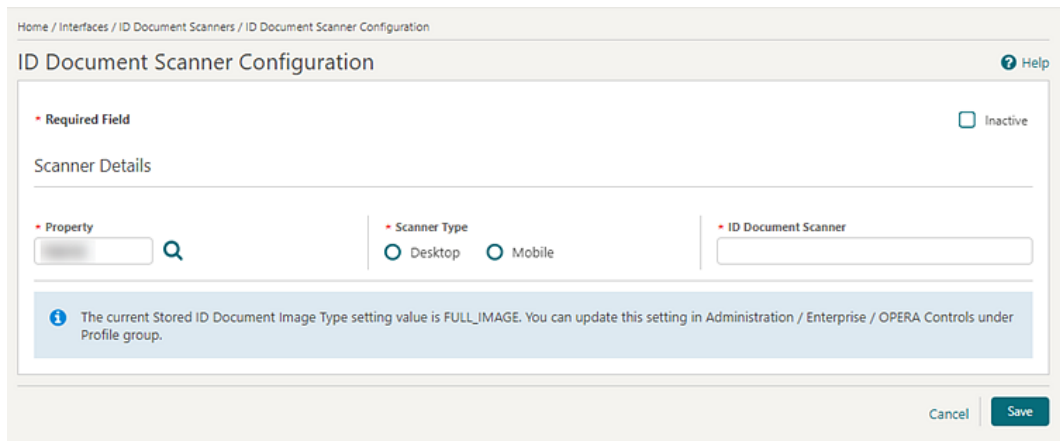 Home / Interfaces / ID Document Scanners / ID Document Scanner Configuration
ID Document Scanner Configuration
Help
* Required Field
Inactive
Scanner Details
* Property
* Scanner Type
* ID Document Scanner
Desktop
Mobile
The current Stored ID Document Image Type setting value is FULL_IMAGE. You can update this setting in Administration / Enterprise / OPERA Controls under
Profile group.
Cancel
Save